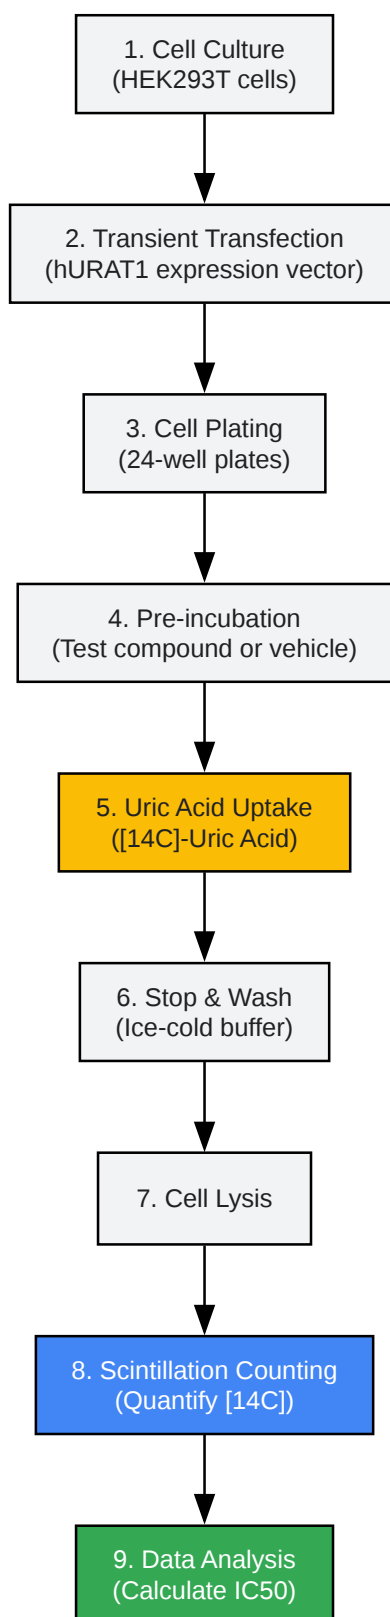 1. Cell Culture
(HEK293T cells)
2. Transient Transfection
(hURAT1 expression vector)
3. Cell Plating
(24-well plates)
4. Pre-incubation
(Test compound or vehicle)
5. Uric Acid Uptake
([14C]-Uric Acid)
6. Stop & Wash
(Ice-cold buffer)
7. Cell Lysis
8. Scintillation Counting
(Quantify [14C])
9. Data Analysis
(Calculate IC50)